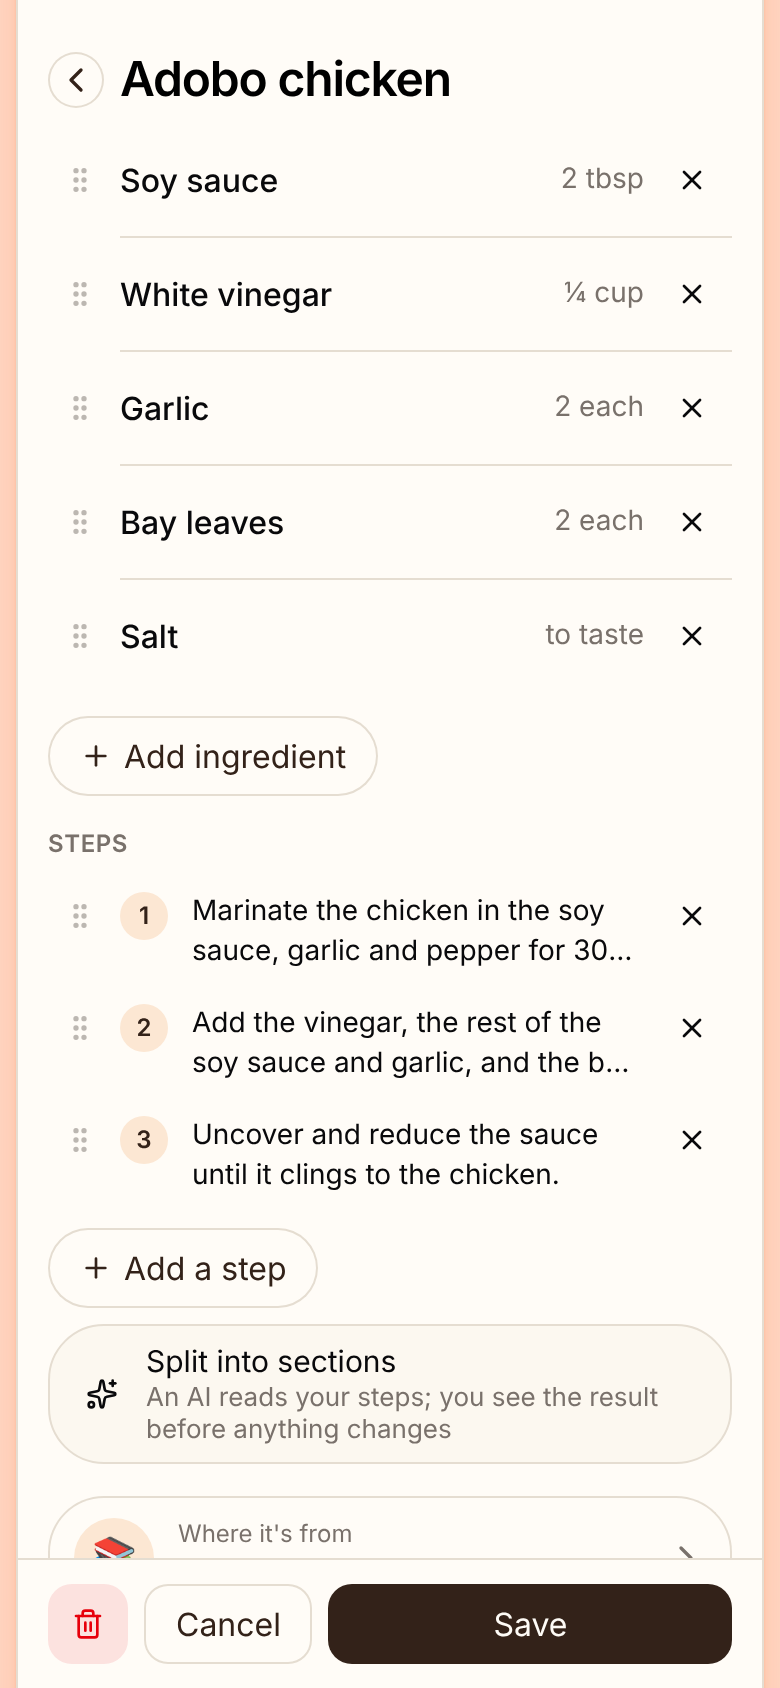 Adobo chicken
Soy sauce 2 tbsp
White vinegar ¼ cup
Garlic 2 each
Bay leaves 2 each
Salt to taste
Add ingredient
STEPS
1 Marinate the chicken in the soy
sauce, garlic and pepper for 30...
2 Add the vinegar, the rest of the
soy sauce and garlic, and the b...
3 Uncover and reduce the sauce
until it clings to the chicken.
Add a step
Split into sections
An AI reads your steps; you see the result
before anything changes
Where it's from
Cancel Save